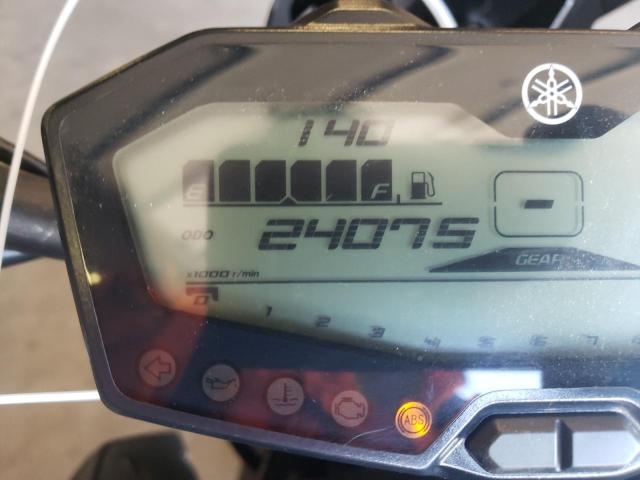 140
E F
ODO 24075
GEAR
x1000 r/min
0 1 2 3 4 5 6 7
ABS